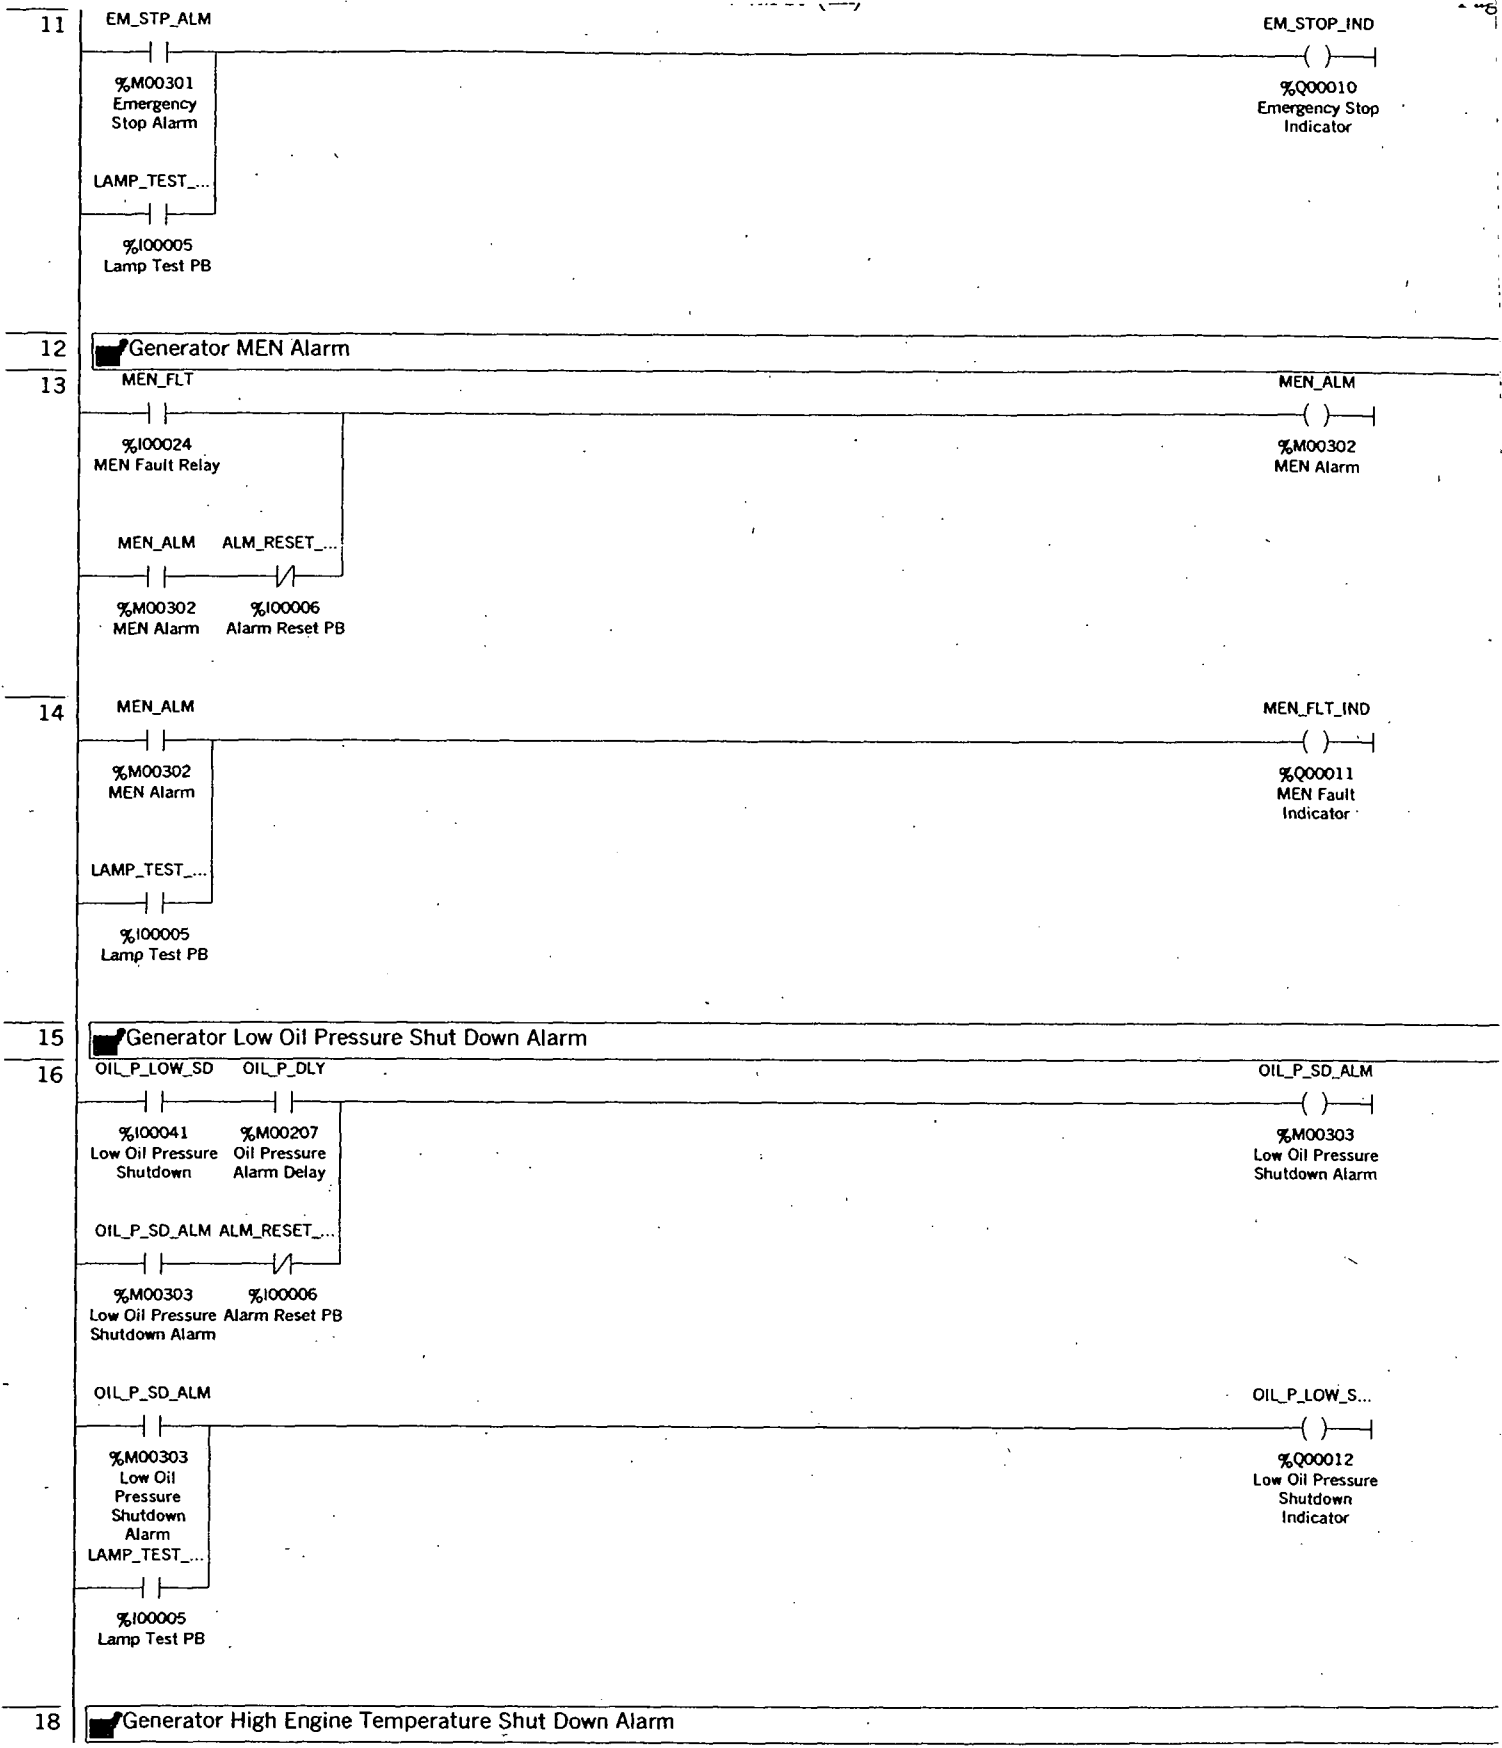 11
EM_STP_ALM
EM_STOP_IND
%M00301
Emergency
Stop Alarm
%Q00010
Emergency Stop
Indicator
LAMP_TEST_...
%I00005
Lamp Test PB
12
Generator MEN Alarm
13
MEN_FLT
MEN_ALM
%I00024
MEN Fault Relay
%M00302
MEN Alarm
MEN_ALM ALM_RESET_...
%M00302 %I00006
MEN Alarm Alarm Reset PB
14
MEN_ALM
MEN_FLT_IND
%M00302
MEN Alarm
%Q00011
MEN Fault
Indicator
LAMP_TEST_...
%I00005
Lamp Test PB
15
Generator Low Oil Pressure Shut Down Alarm
16
OIL_P_LOW_SD OIL_P_DLY
OIL_P_SD_ALM
%I00041 %M00207
Low Oil Pressure Oil Pressure
Shutdown Alarm Delay
%M00303
Low Oil Pressure
Shutdown Alarm
OIL_P_SD_ALM ALM_RESET_...
%M00303 %I00006
Low Oil Pressure Alarm Reset PB
Shutdown Alarm
OIL_P_SD_ALM
OIL_P_LOW_S...
%M00303
Low Oil
Pressure
Shutdown
Alarm
%Q00012
Low Oil Pressure
Shutdown
Indicator
LAMP_TEST_...
%I00005
Lamp Test PB
18
Generator High Engine Temperature Shut Down Alarm